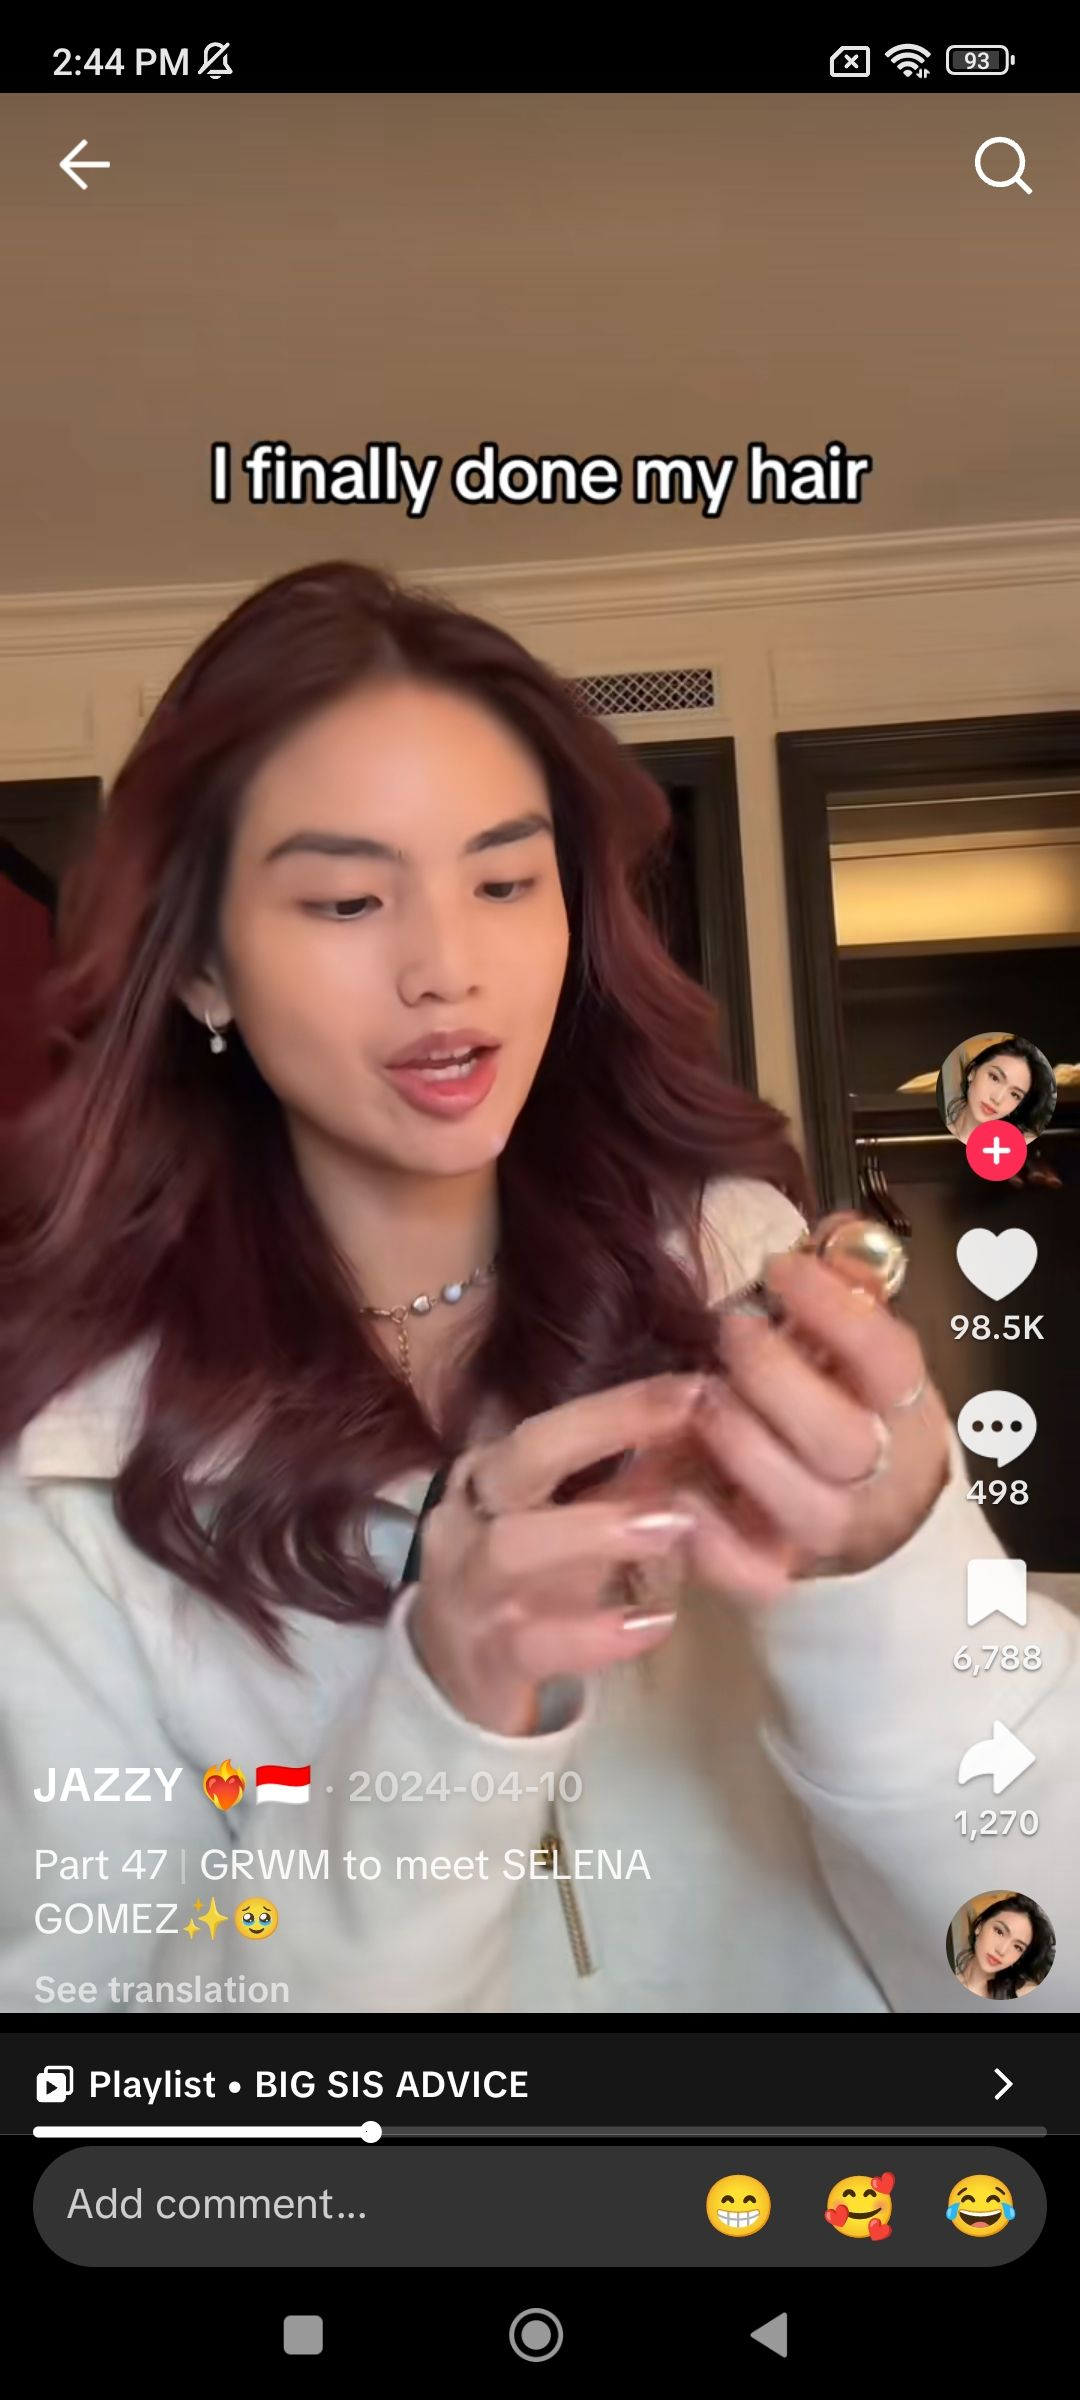 2:44 PM
93
I finally done my hair
98.5K
498
6,788
1,270
JAZZY ❤️‍🔥🇮🇩 · 2024-04-10
Part 47 | GRWM to meet SELENA
GOMEZ✨🥹
See translation
Playlist • BIG SIS ADVICE
Add comment...